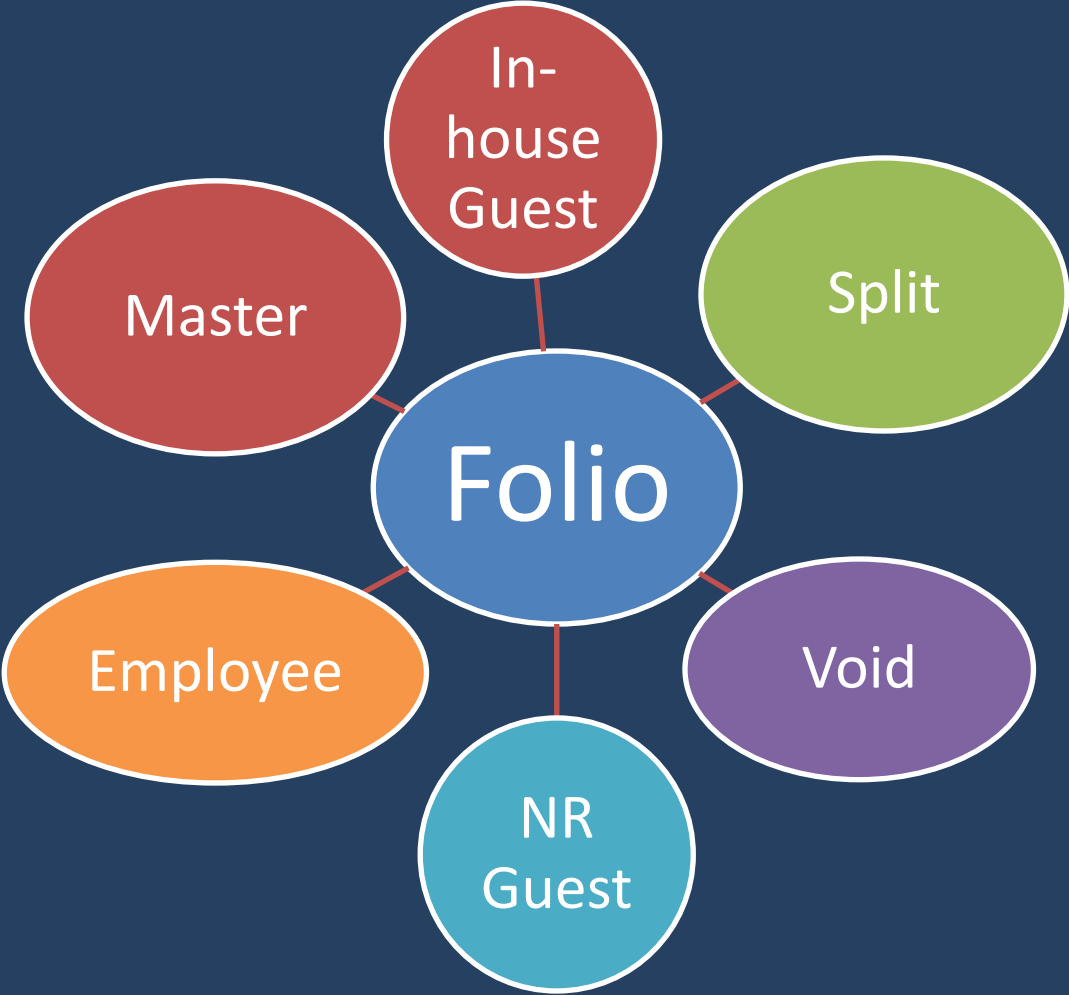 In-
house
Guest
Split
Master
Folio
Employee
Void
NR
Guest